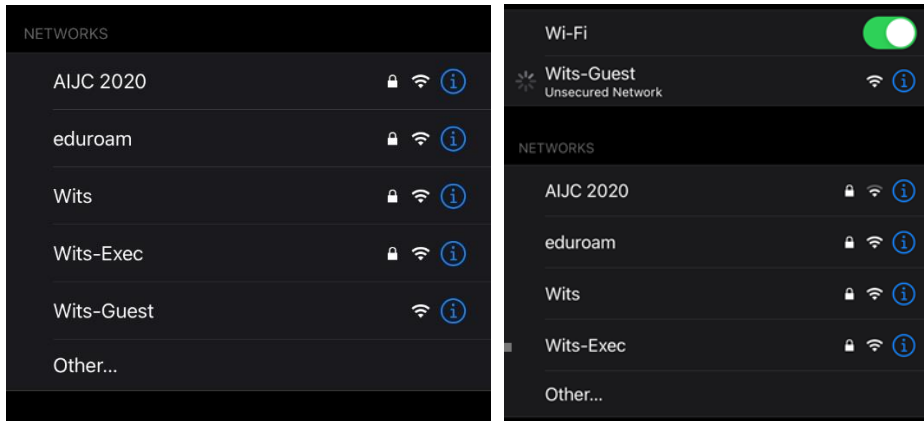 NETWORKS
AIJC 2020
eduroam
Wits
Wits-Exec
Wits-Guest
Other...
Wi-Fi
Wits-Guest
Unsecured Network
NETWORKS
AIJC 2020
eduroam
Wits
Wits-Exec
Other...